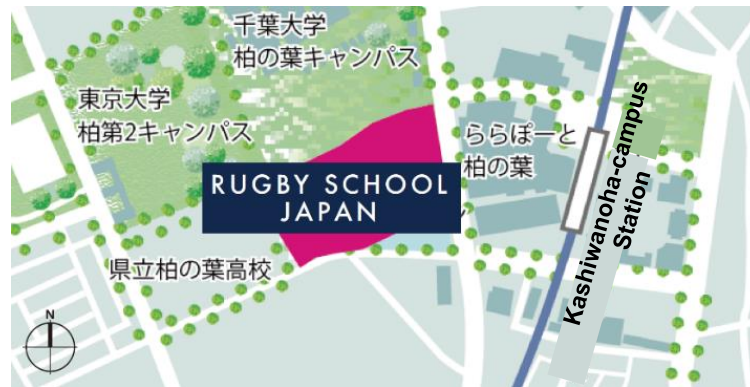 千葉大学
柏の葉キャンパス
東京大学
柏第2キャンパス
ららぽーと
柏の葉
RUGBY SCHOOL
JAPAN
県立柏の葉高校
Kashiwanoha-campus
Station
N